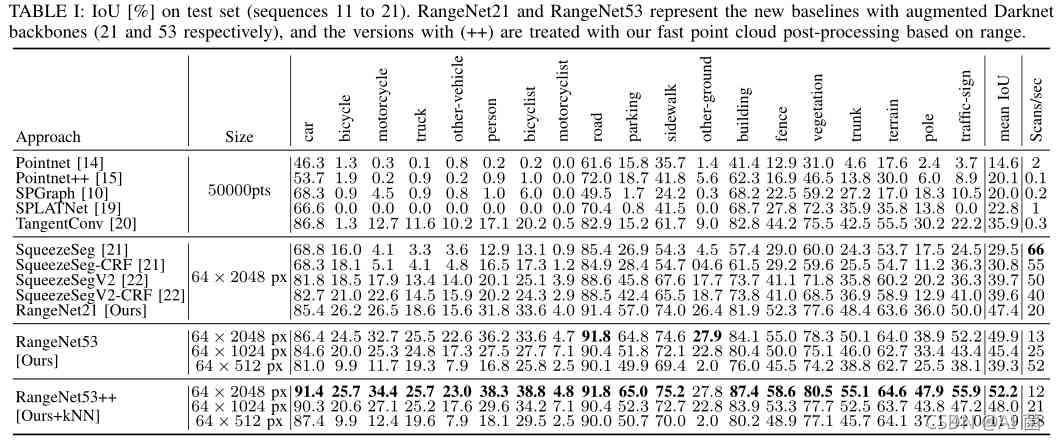 TABLE I: IoU [%] on test set (sequences 11 to 21). RangeNet21 and RangeNet53 represent the new baselines with augmented Darknet
backbones (21 and 53 respectively), and the versions with (++) are treated with our fast point cloud post-processing based on range.
Approach Size car bicycle motorcycle truck other-vehicle person bicyclist motorcyclist road parking sidewalk other-ground building fence vegetation trunk terrain pole traffic-sign mean IoU Scans/sec
Pointnet [14] 46.3 1.3 0.3 0.1 0.8 0.2 0.2 0.0 61.6 15.8 35.7 1.4 41.4 12.9 31.0 4.6 17.6 2.4 3.7 14.6 2
Pointnet++ [15] 53.7 1.9 0.2 0.9 0.2 0.9 1.0 0.0 72.0 18.7 41.8 5.6 62.3 16.9 46.5 13.8 30.0 6.0 8.9 20.1 0.1
SPGraph [10] 50000pts 68.3 0.9 4.5 0.9 0.8 1.0 6.0 0.0 49.5 1.7 24.2 0.3 68.2 22.5 59.2 27.2 17.0 18.3 10.5 20.0 0.2
SPLATNet [19] 66.6 0.0 0.0 0.0 0.0 0.0 0.0 0.0 70.4 0.8 41.5 0.0 68.7 27.8 72.3 35.9 35.8 13.8 0.0 22.8 1
TangentConv [20] 86.8 1.3 12.7 11.6 10.2 17.1 20.2 0.5 82.9 15.2 61.7 9.0 82.8 44.2 75.5 42.5 55.5 30.2 22.2 35.9 0.3
SqueezeSeg [21] 68.8 16.0 4.1 3.3 3.6 12.9 13.1 0.9 85.4 26.9 54.3 4.5 57.4 29.0 60.0 24.3 53.7 17.5 24.5 29.5 66
SqueezeSeg-CRF [21] 68.3 18.1 5.1 4.1 4.8 16.5 17.3 1.2 84.9 28.4 54.7 04.6 61.5 29.2 59.6 25.5 54.7 11.2 36.3 30.8 55
SqueezeSegV2 [22] 64 × 2048 px 81.8 18.5 17.9 13.4 14.0 20.1 25.1 3.9 88.6 45.8 67.6 17.7 73.7 41.1 71.8 35.8 60.2 20.2 36.3 39.7 50
SqueezeSegV2-CRF [22] 82.7 21.0 22.6 14.5 15.9 20.2 24.3 2.9 88.5 42.4 65.5 18.7 73.8 41.0 68.5 36.9 58.9 12.9 41.0 39.6 40
RangeNet21 [Ours] 85.4 26.2 26.5 18.6 15.6 31.8 33.6 4.0 91.4 57.0 74.0 26.4 81.9 52.3 77.6 48.4 63.6 36.0 50.0 47.4 20
RangeNet53 64 × 2048 px 86.4 24.5 32.7 25.5 22.6 36.2 33.6 4.7 91.8 64.8 74.6 27.9 84.1 55.0 78.3 50.1 64.0 38.9 52.2 49.9 13
[Ours] 64 × 1024 px 84.6 20.0 25.3 24.8 17.3 27.5 27.7 7.1 90.4 51.8 72.1 22.8 80.4 50.0 75.1 46.0 62.7 33.4 43.4 45.4 25
64 × 512 px 81.0 9.9 11.7 19.3 7.9 16.8 25.8 2.5 90.1 49.9 69.4 2.0 76.0 45.5 74.2 38.8 62.7 25.5 38.1 39.3 52
RangeNet53++ 64 × 2048 px 91.4 25.7 34.4 25.7 23.0 38.3 38.8 4.8 91.8 65.0 75.2 27.8 87.4 58.6 80.5 55.1 64.6 47.9 55.9 52.2 12
[Ours+kNN] 64 × 1024 px 90.3 20.6 27.1 25.2 17.6 29.6 34.2 7.1 90.4 52.3 72.7 22.8 83.9 53.3 77.7 52.5 63.7 43.8 47.2 48.0 21
64 × 512 px 87.4 9.9 12.4 19.6 7.9 18.1 29.5 2.5 90.0 50.7 70.0 2.0 80.2 48.9 77.1 45.7 64.1